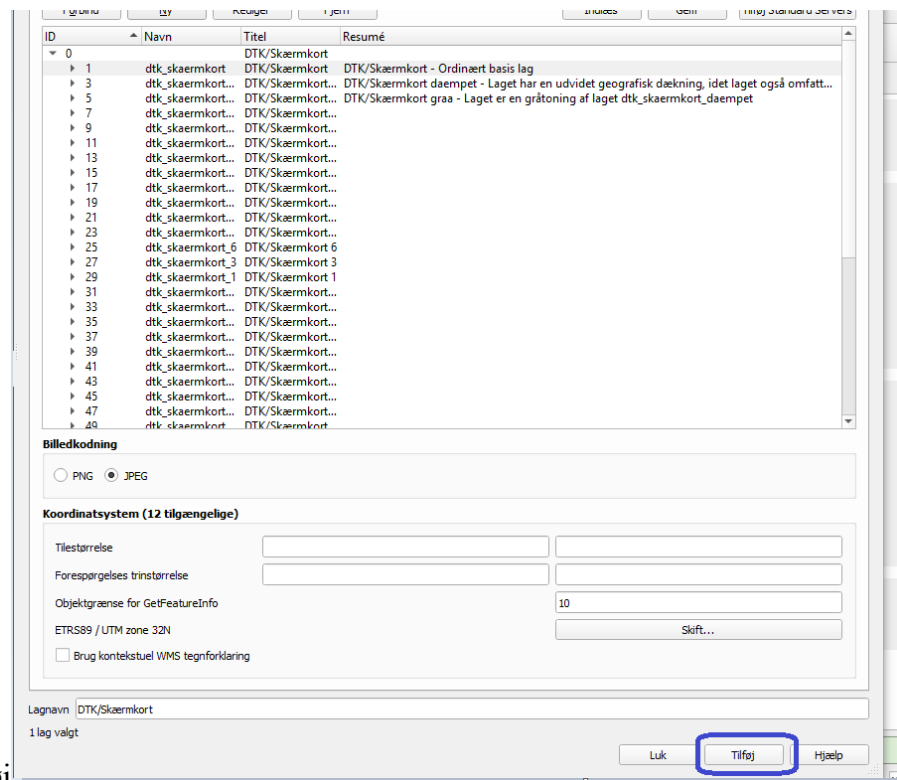 Forbind Ny Rediger Fjern Indlæs Gem Tilføj Standard Servers
ID Navn Titel Resumé
0 DTK/Skærmkort
1 dtk_skaermkort DTK/Skærmkort DTK/Skærmkort - Ordinært basis lag
3 dtk_skaermkort... DTK/Skærmkort... DTK/Skærmkort daempet - Laget har en udvidet geografisk dækning, idet laget også omfatt...
5 dtk_skaermkort... DTK/Skærmkort... DTK/Skærmkort graa - Laget er en gråtoning af laget dtk_skaermkort_daempet
7 dtk_skaermkort... DTK/Skærmkort...
9 dtk_skaermkort... DTK/Skærmkort...
11 dtk_skaermkort... DTK/Skærmkort...
13 dtk_skaermkort... DTK/Skærmkort...
15 dtk_skaermkort... DTK/Skærmkort...
17 dtk_skaermkort... DTK/Skærmkort...
19 dtk_skaermkort... DTK/Skærmkort...
21 dtk_skaermkort... DTK/Skærmkort...
23 dtk_skaermkort... DTK/Skærmkort...
25 dtk_skaermkort_6 DTK/Skærmkort 6
27 dtk_skaermkort_3 DTK/Skærmkort 3
29 dtk_skaermkort_1 DTK/Skærmkort 1
31 dtk_skaermkort... DTK/Skærmkort...
33 dtk_skaermkort... DTK/Skærmkort...
35 dtk_skaermkort... DTK/Skærmkort...
37 dtk_skaermkort... DTK/Skærmkort...
39 dtk_skaermkort... DTK/Skærmkort...
41 dtk_skaermkort... DTK/Skærmkort...
43 dtk_skaermkort... DTK/Skærmkort...
45 dtk_skaermkort... DTK/Skærmkort...
47 dtk_skaermkort... DTK/Skærmkort...
49 dtk_skaermkort... DTK/Skærmkort...
Billedkodning
PNG JPEG
Koordinatsystem (12 tilgængelige)
Tilestørrelse
Forespørgelses trinstørrelse
Objektgrænse for GetFeatureInfo 10
ETRS89 / UTM zone 32N Skift...
Brug kontekstuel WMS tegnforklaring
Lagnavn DTK/Skærmkort
1 lag valgt
Luk Tilføj Hjælp